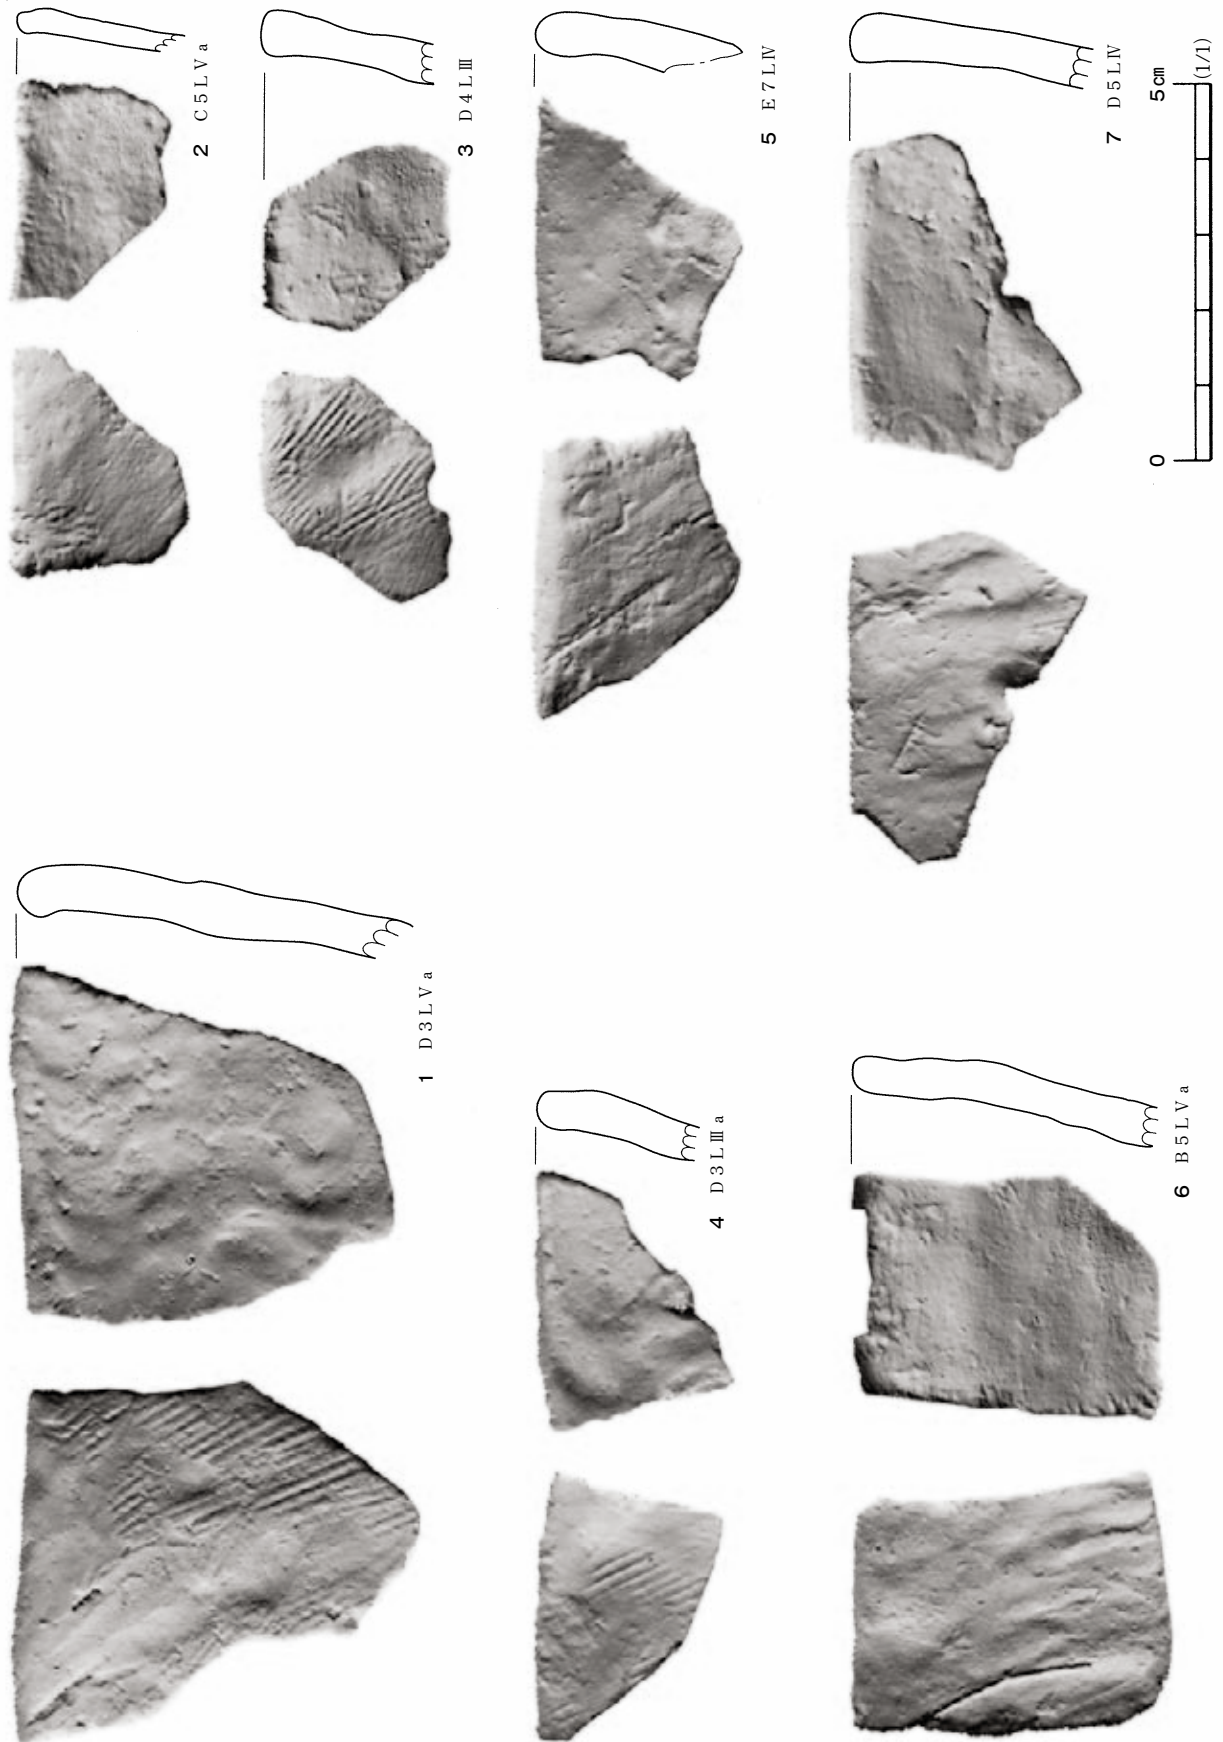 1 D3LⅤa
2 C5LⅤa
3 D4LⅢ
4 D3LⅢa
5 E7LⅣ
6 B5LⅤa
7 D5LⅣ
0 5cm
(1/1)